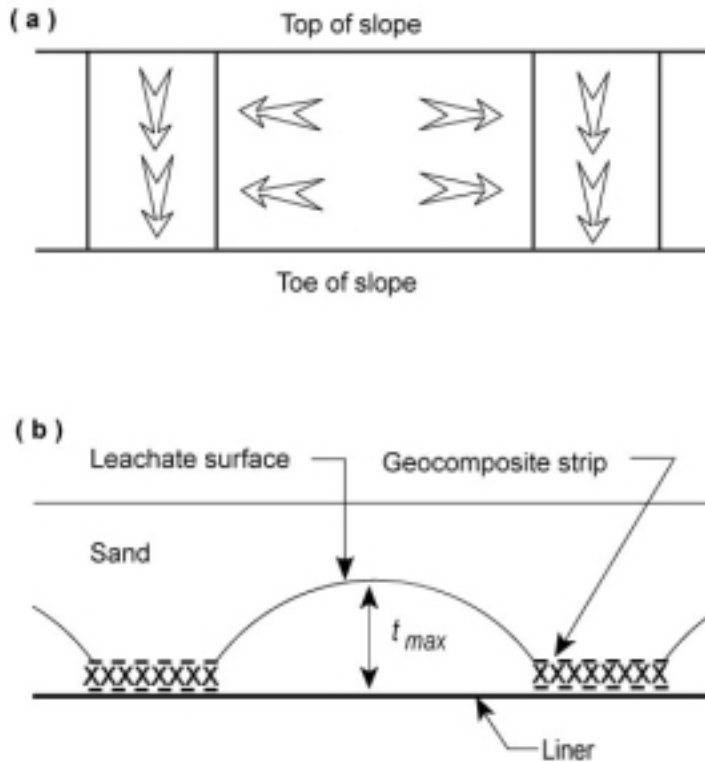 ( a )
Top of slope
Toe of slope
( b )
Leachate surface
Geocomposite strip
Sand
t max
Liner